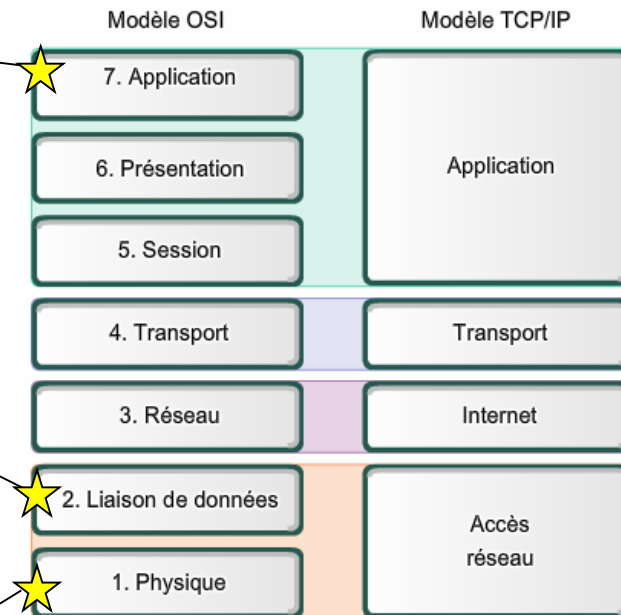 Modèle OSI
Modèle TCP/IP
7. Application
6. Présentation
5. Session
4. Transport
3. Réseau
2. Liaison de données
1. Physique
Application
Transport
Internet
Accès
réseau